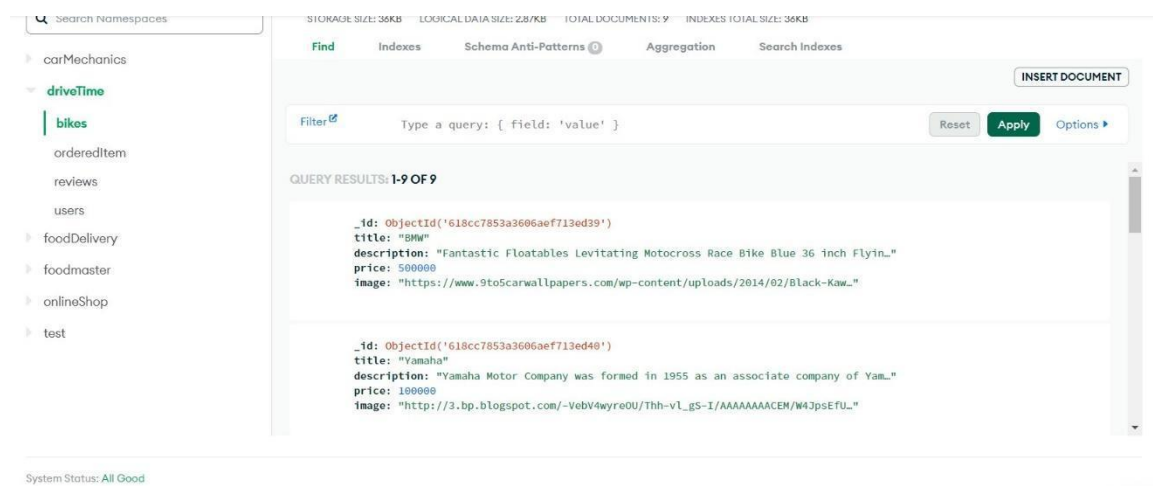 Search Namespaces
carMechanics
driveTime
bikes
orderedItem
reviews
users
foodDelivery
foodmaster
onlineShop
test
STORAGE SIZE: 36KB LOGICAL DATA SIZE: 2.87KB TOTAL DOCUMENTS: 9 INDEXES TOTAL SIZE: 36KB
Find Indexes Schema Anti-Patterns 0 Aggregation Search Indexes
INSERT DOCUMENT
Filter Type a query: { field: 'value' } Reset Apply Options
QUERY RESULTS: 1-9 OF 9
_id: ObjectId('618cc7853a3606aef713ed39')
title: "BMW"
description: "Fantastic Floatables Levitating Motocross Race Bike Blue 36 inch Flyin…"
price: 500000
image: "https://www.9to5carwallpapers.com/wp-content/uploads/2014/02/Black-Kaw…"
_id: ObjectId('618cc7853a3606aef713ed40')
title: "Yamaha"
description: "Yamaha Motor Company was formed in 1955 as an associate company of Yam…"
price: 100000
image: "http://3.bp.blogspot.com/-VebV4wyreOU/Thh-vl_gS-I/AAAAAAAACEM/W4JpsEfU…"
System Status: All Good